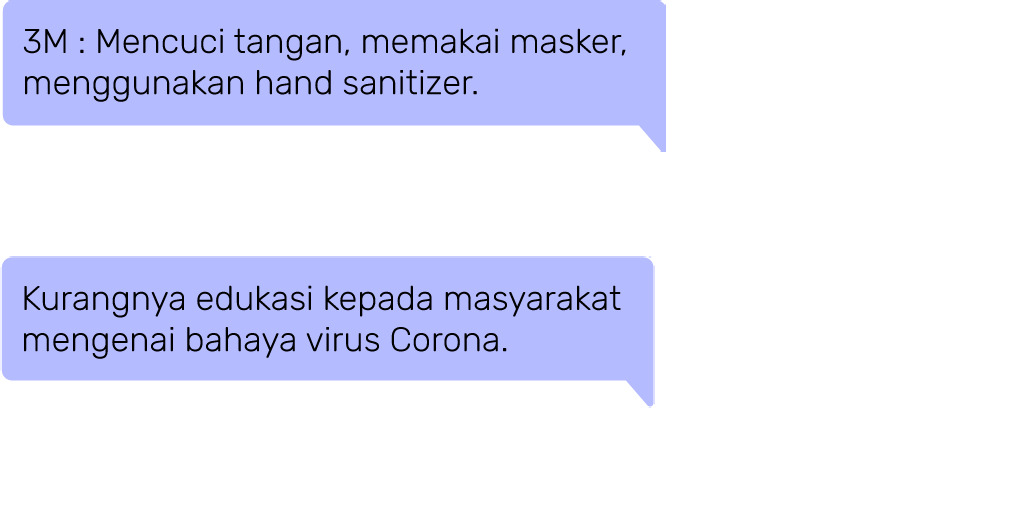 3M : Mencuci tangan, memakai masker,
menggunakan hand sanitizer.
Kurangnya edukasi kepada masyarakat
mengenai bahaya virus Corona.